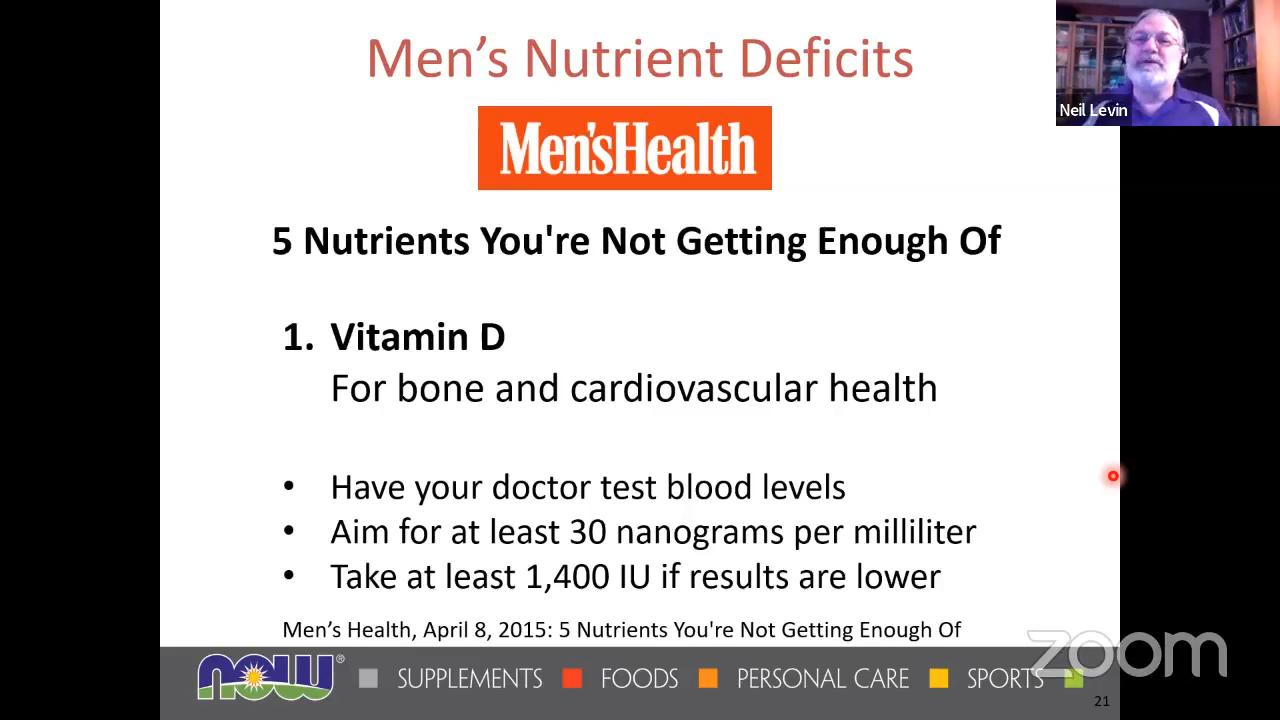 Men's Nutrient Deficits
Neil Levin
Men'sHealth
5 Nutrients You're Not Getting Enough Of
1. Vitamin D
For bone and cardiovascular health
• Have your doctor test blood levels
• Aim for at least 30 nanograms per milliliter
• Take at least 1,400 IU if results are lower
Men's Health, April 8, 2015: 5 Nutrients You're Not Getting Enough Of
zoom
NOW® SUPPLEMENTS FOODS PERSONAL CARE SPORTS
21